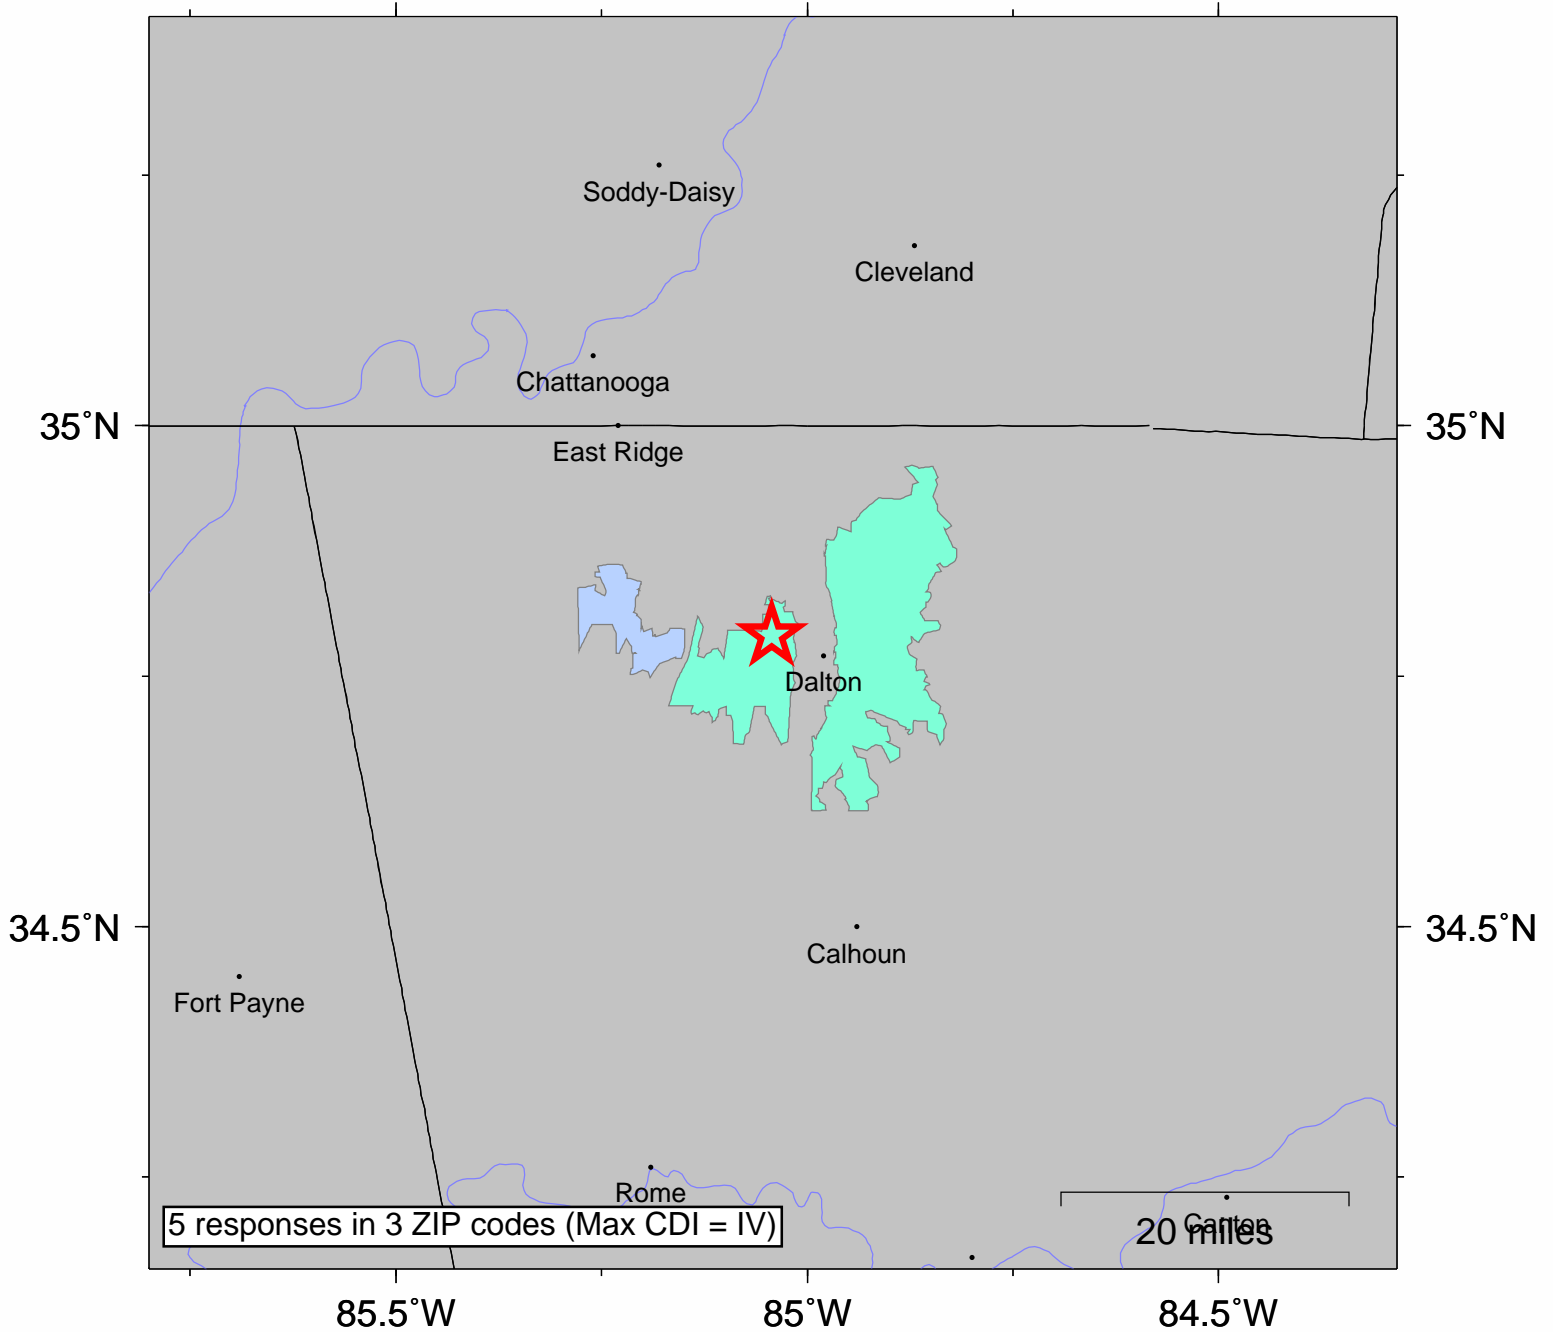 Soddy-Daisy
Cleveland
Chattanooga
35˚N
35˚N
East Ridge
Dalton
34.5˚N
34.5˚N
Calhoun
Fort Payne
Rome
5 responses in 3 ZIP codes (Max CDI = IV)
Canton
20 miles
85.5˚W
85˚W
84.5˚W